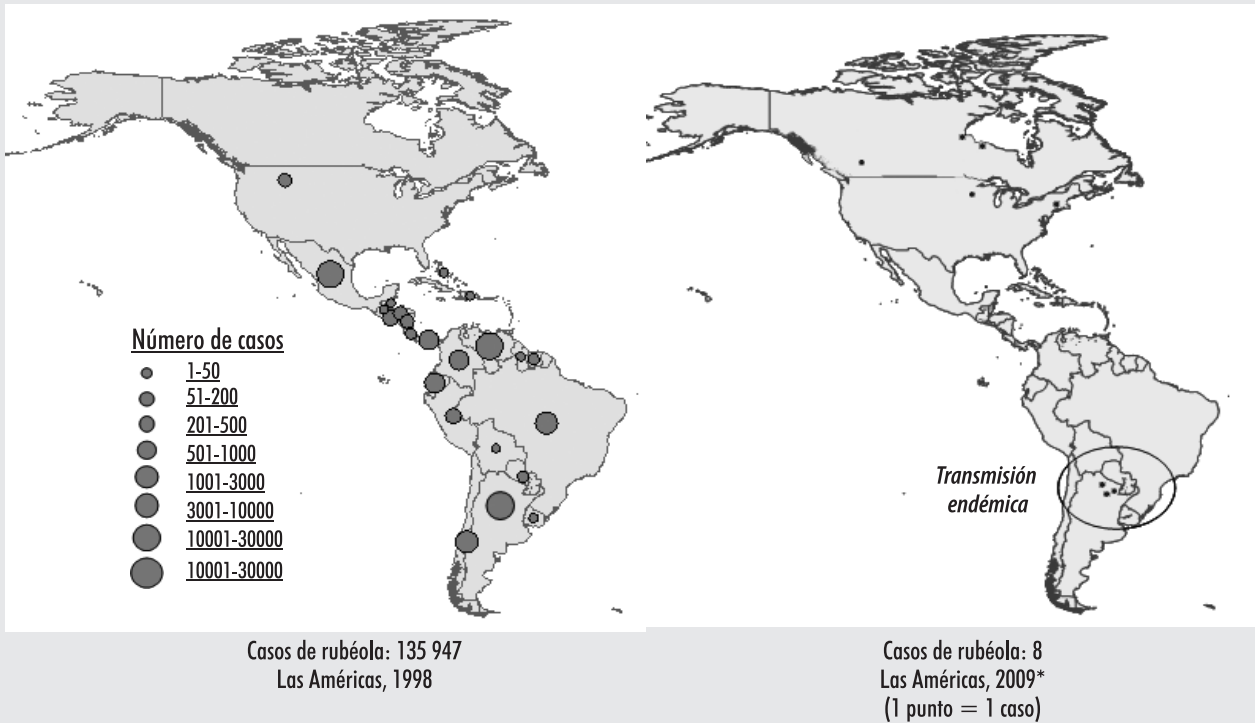 Número de casos
1-50
51-200
201-500
501-1000
1001-3000
3001-10000
10001-30000
10001-30000
Casos de rubéola: 135 947
Las Américas, 1998
Transmisión
endémica
Casos de rubéola: 8
Las Américas, 2009*
(1 punto = 1 caso)